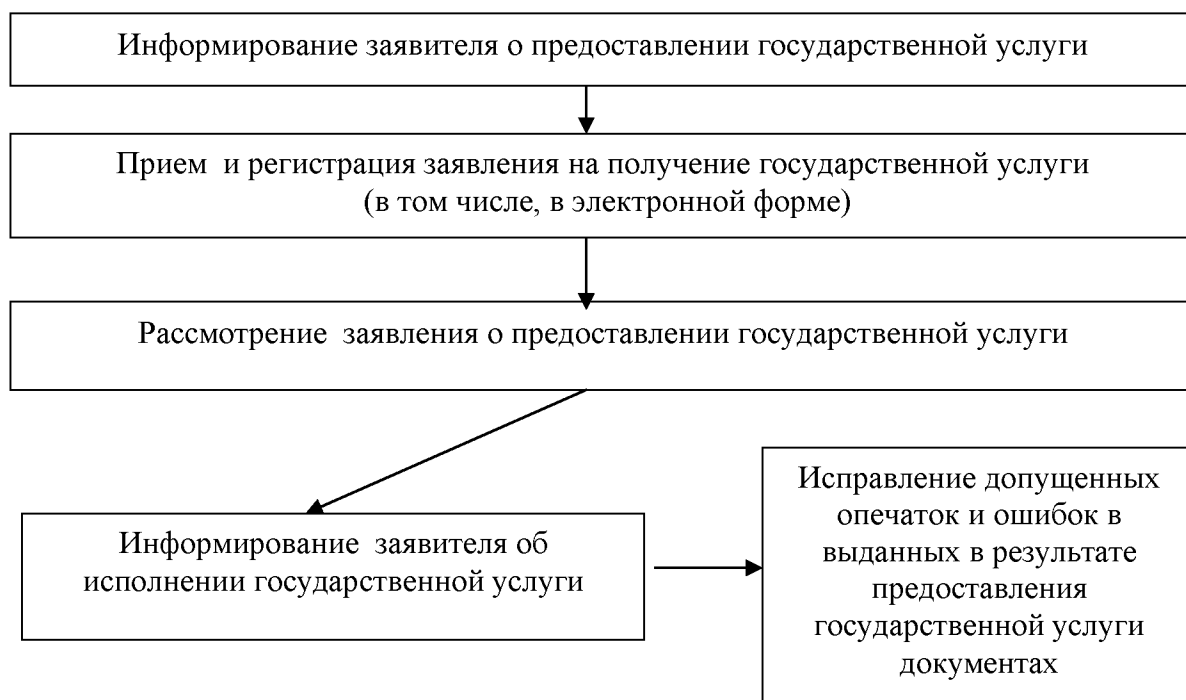 Информирование заявителя о предоставлении государственной услуги
Прием и регистрация заявления на получение государственной услуги
(в том числе, в электронной форме)
Рассмотрение заявления о предоставлении государственной услуги
Информирование заявителя об
исполнении государственной услуги
Исправление допущенных
опечаток и ошибок в
выданных в результате
предоставления
государственной услуги
документах